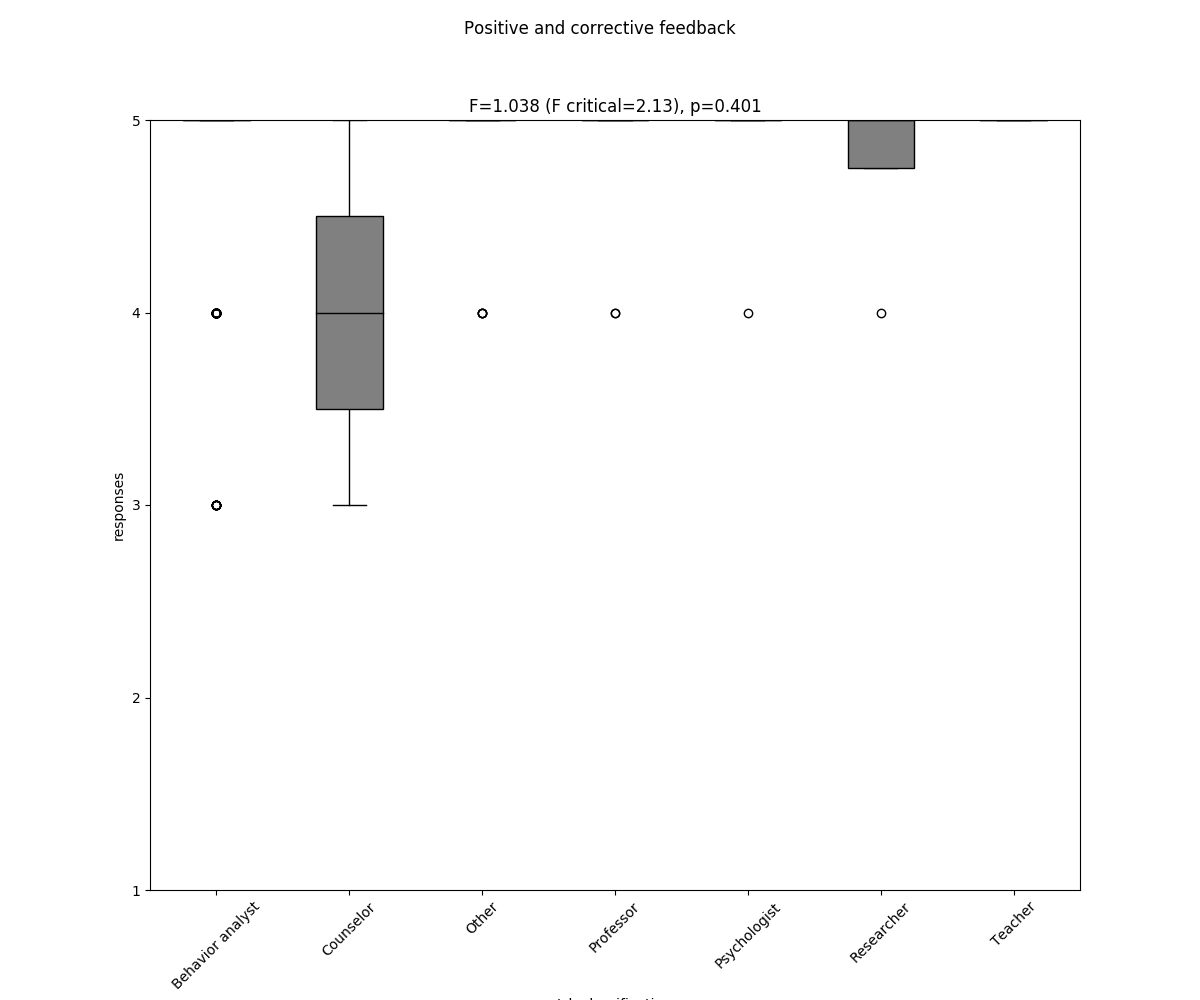 Positive and corrective feedback
F=1.038 (F critical=2.13), p=0.401
5
4
3
2
1
responses
Behavior analyst
Counselor
Other
Professor
Psychologist
Researcher
Teacher